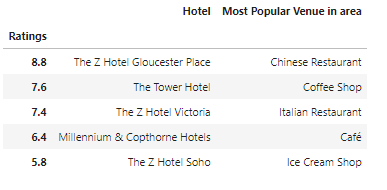 Hotel Most Popular Venue in area
Ratings
8.8 The Z Hotel Gloucester Place Chinese Restaurant
7.6 The Tower Hotel Coffee Shop
7.4 The Z Hotel Victoria Italian Restaurant
6.4 Millennium & Copthorne Hotels Café
5.8 The Z Hotel Soho Ice Cream Shop